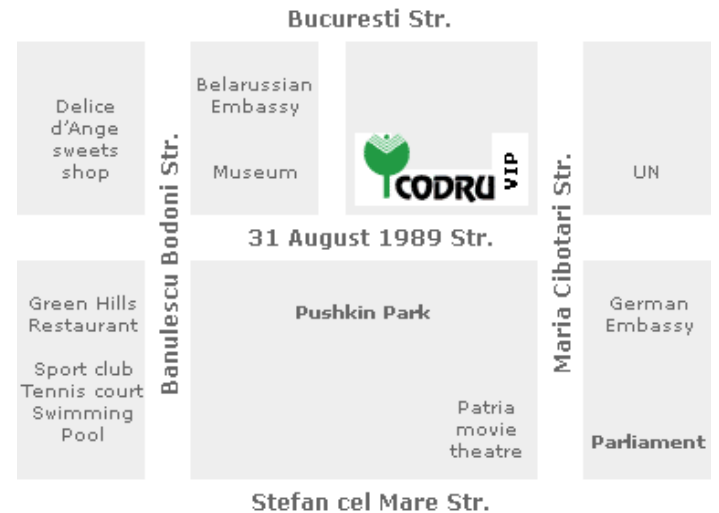 Bucuresti Str.
Delice
d'Ange
sweets
shop
Banulescu Bodoni Str.
Belarussian
Embassy
Museum
CODRU
VIP
Maria Cibotari Str.
UN
31 August 1989 Str.
Green Hills
Restaurant
Sport club
Tennis court
Swimming
Pool
Pushkin Park
Patria
movie
theatre
German
Embassy
Parliament
Stefan cel Mare Str.